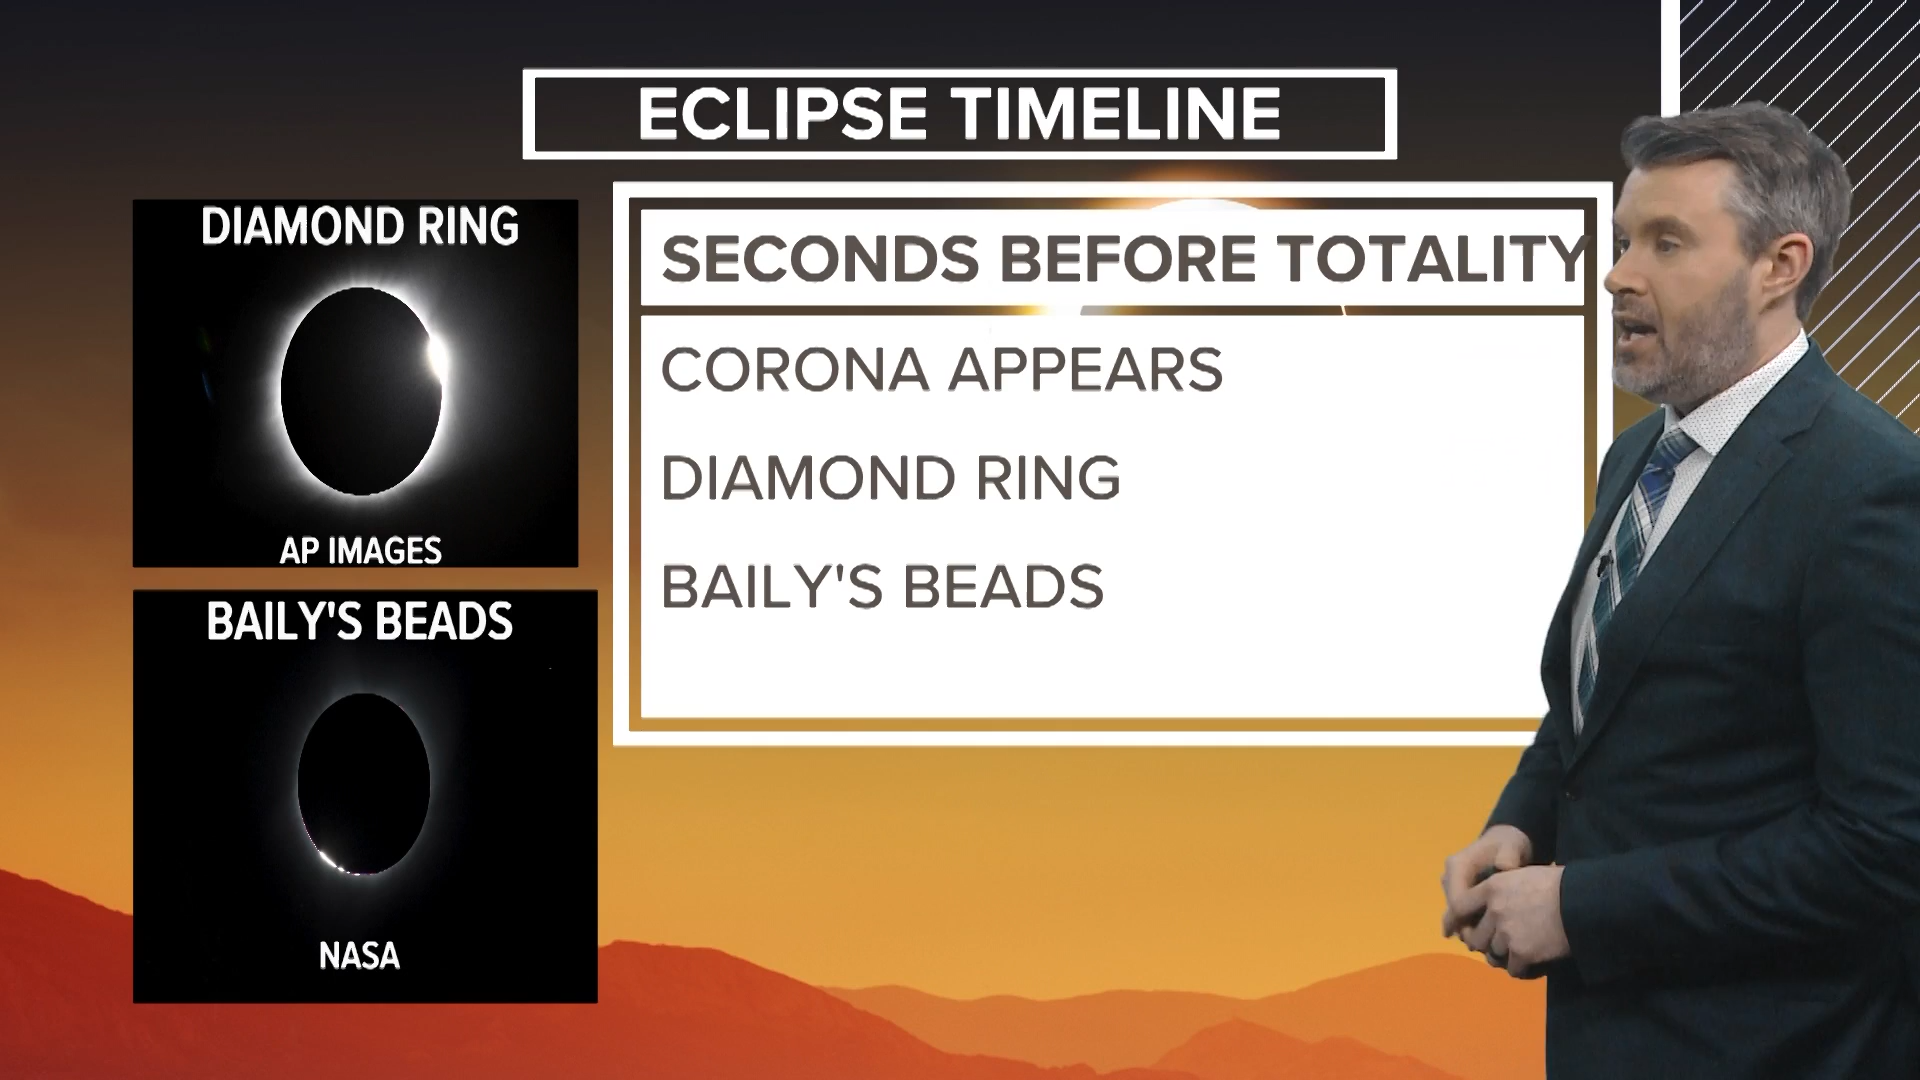 ECLIPSE TIMELINE
DIAMOND RING
AP IMAGES
BAILY'S BEADS
NASA
SECONDS BEFORE TOTALITY
CORONA APPEARS
DIAMOND RING
BAILY'S BEADS